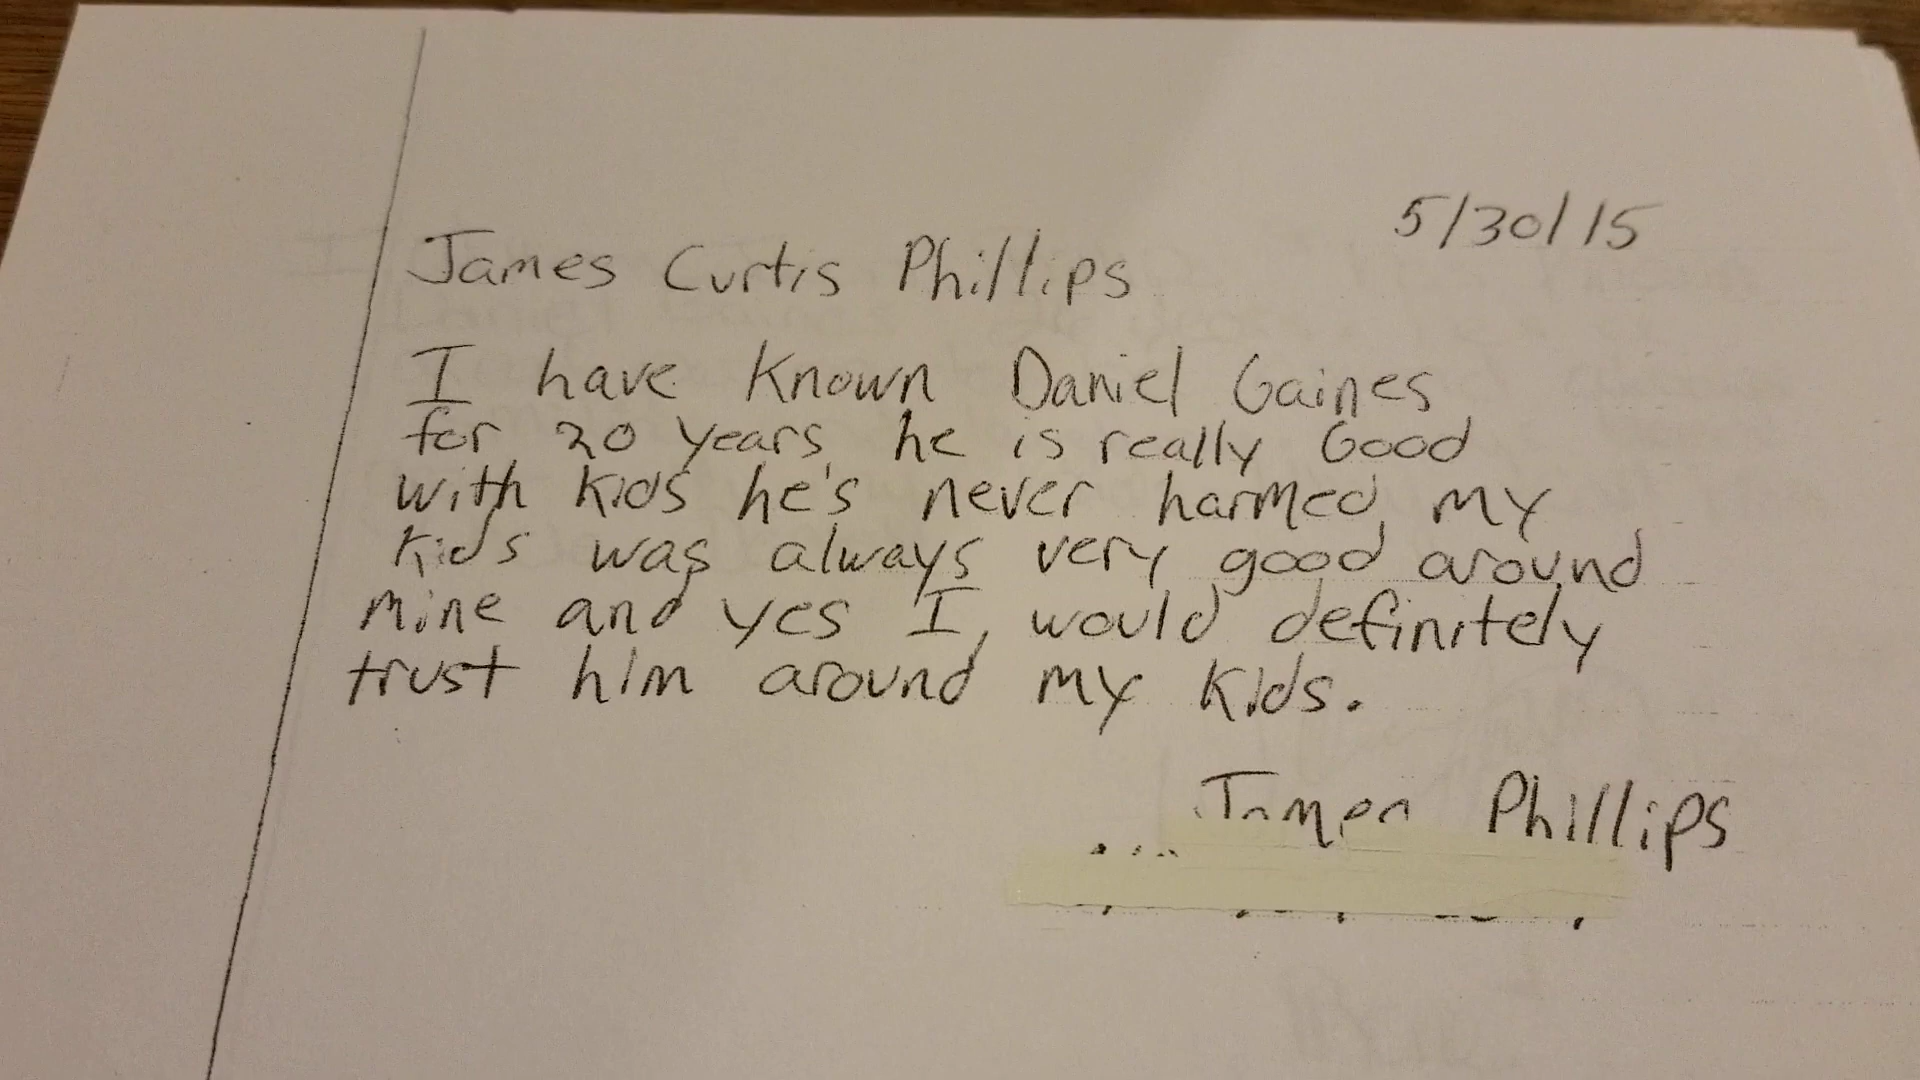 5/30/15
James Curtis Phillips
I have Known Daniel Gaines
for 20 years he is really Good
with kids he's never harmed my
kids was always very good around
mine and yes I, would definitely
trust him around my kids.
James Phillips